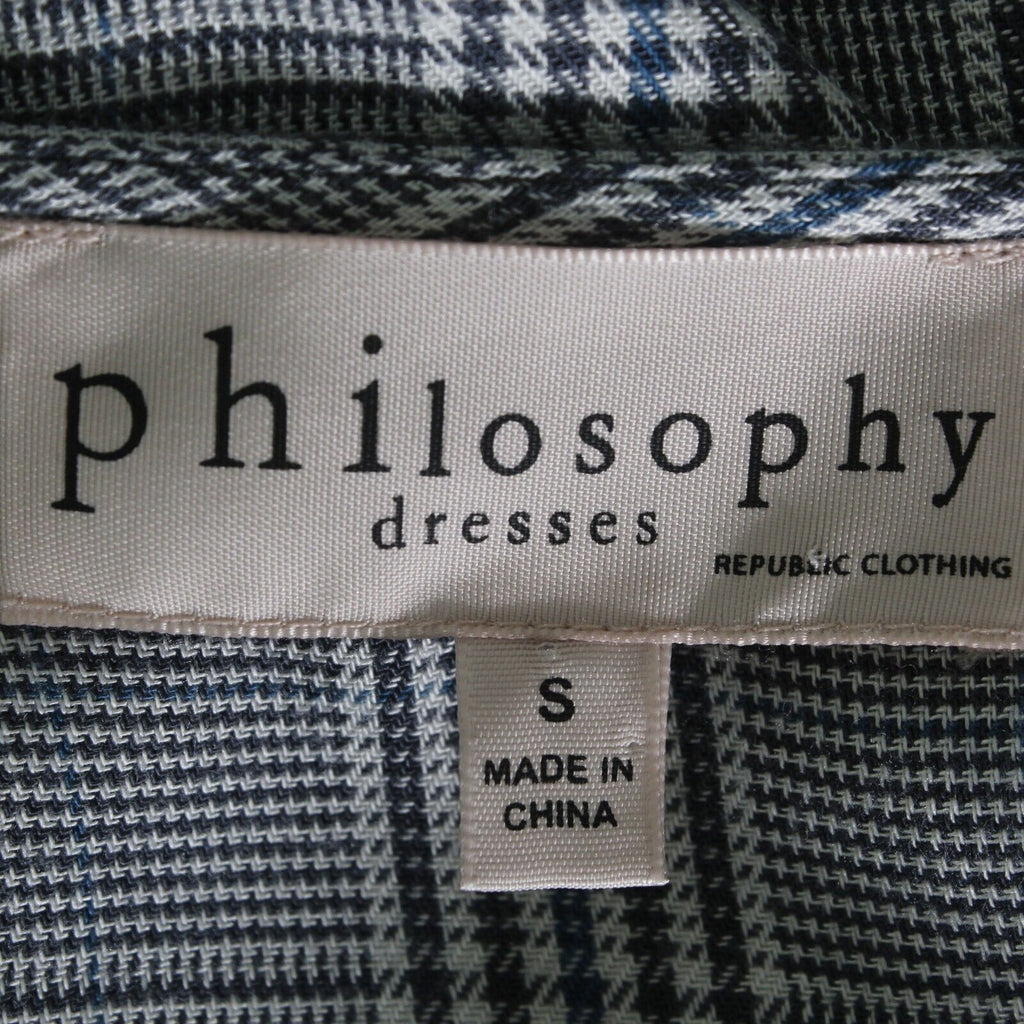 philosophy
dresses
REPUBLIC CLOTHING
S
MADE IN
CHINA